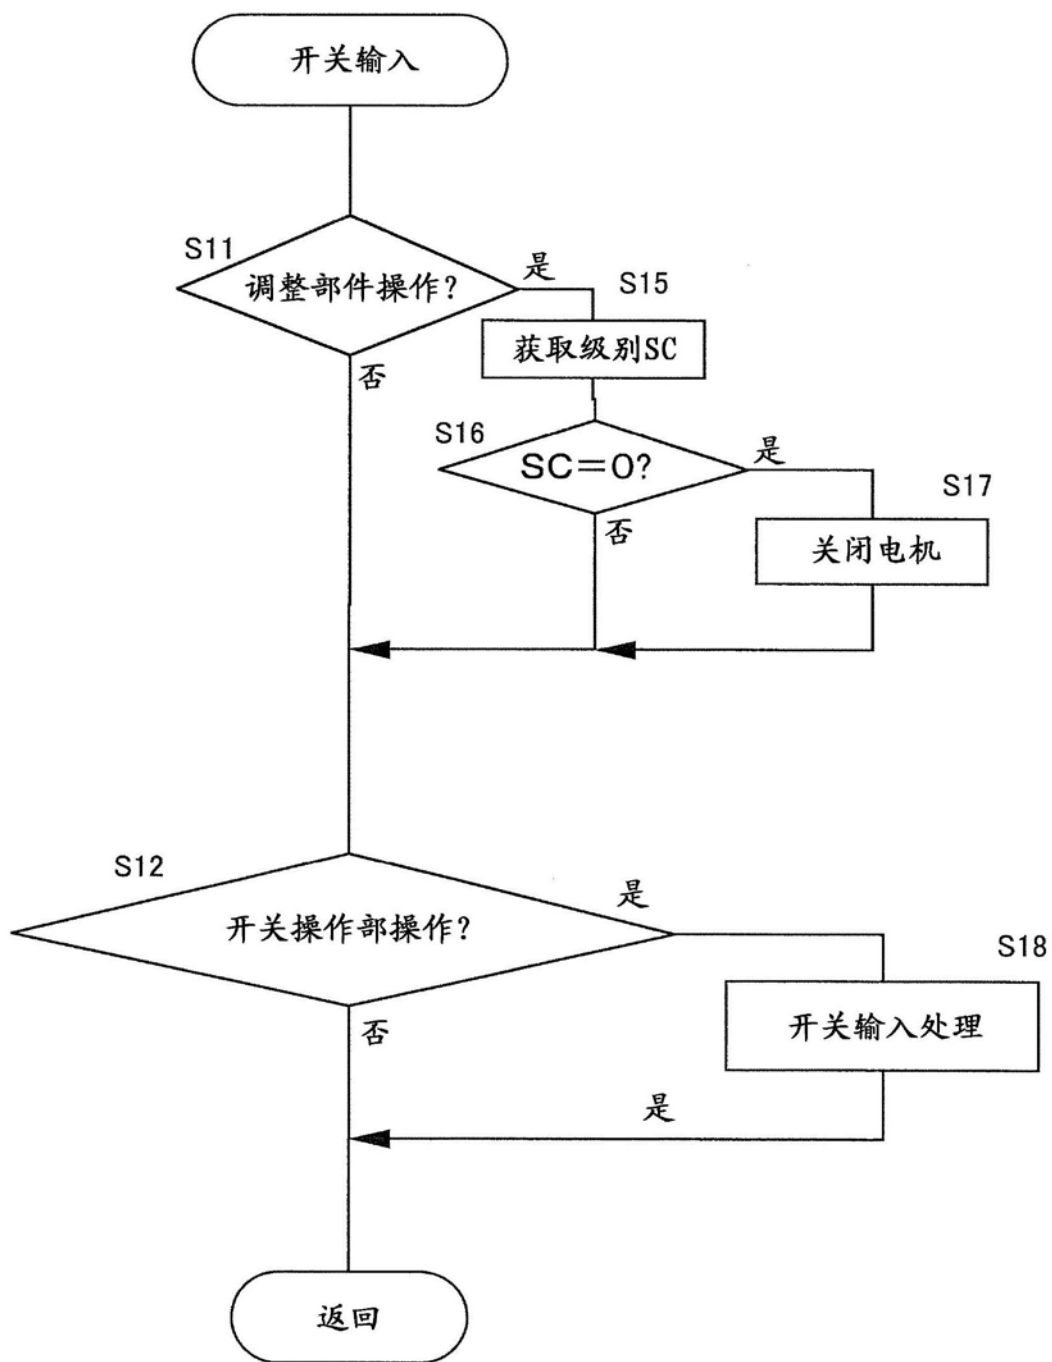 开关输入
S11
调整部件操作?
是
S15
获取级别SC
否
S16
SC=0?
是
S17
关闭电机
否
S12
开关操作部操作?
是
S18
开关输入处理
否
是
返回